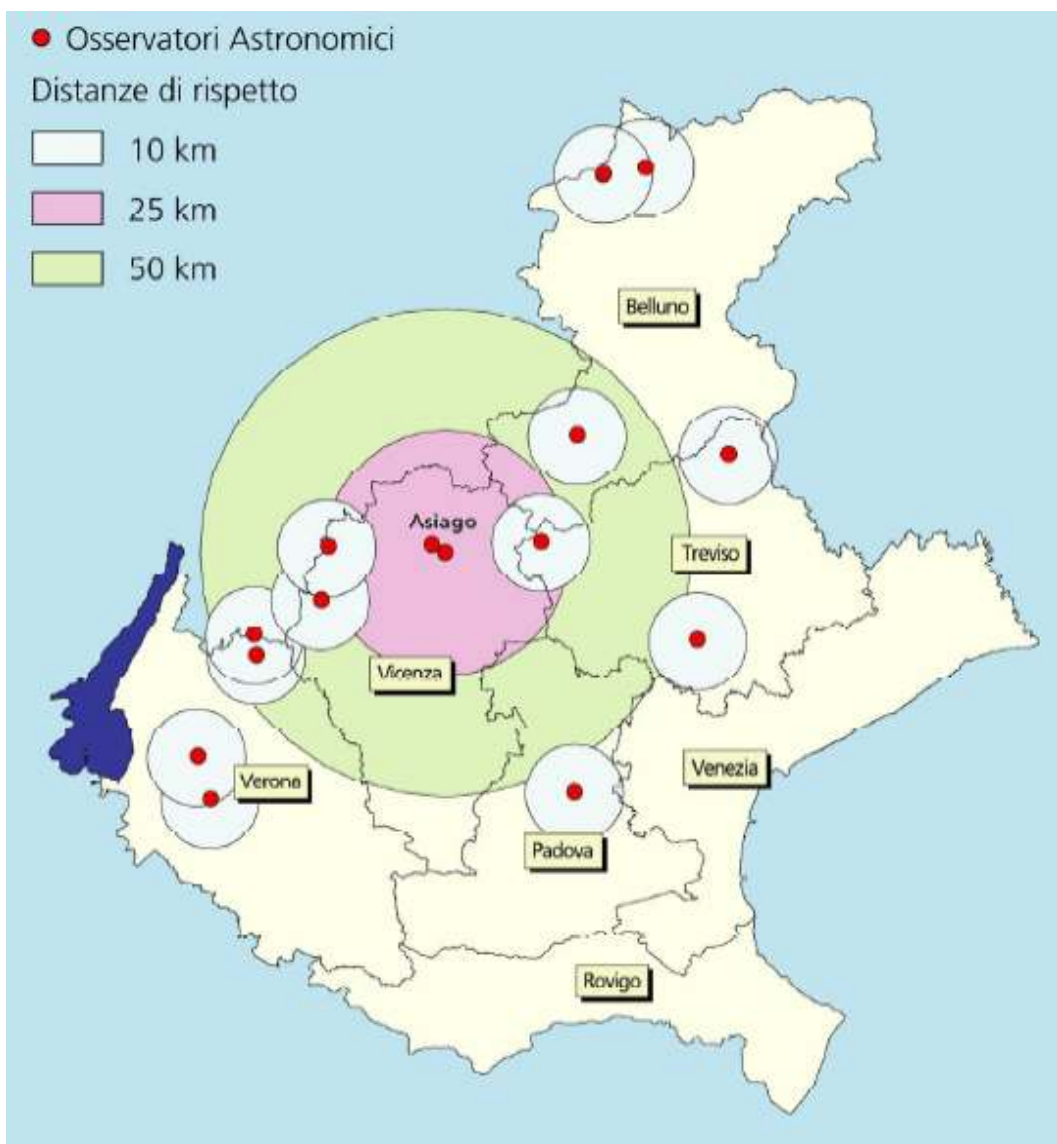 Osservatori Astronomici
Distanze di rispetto
10 km
25 km
50 km
Belluno
Asiago
Treviso
Vicenza
Venezia
Verona
Padova
Rovigo